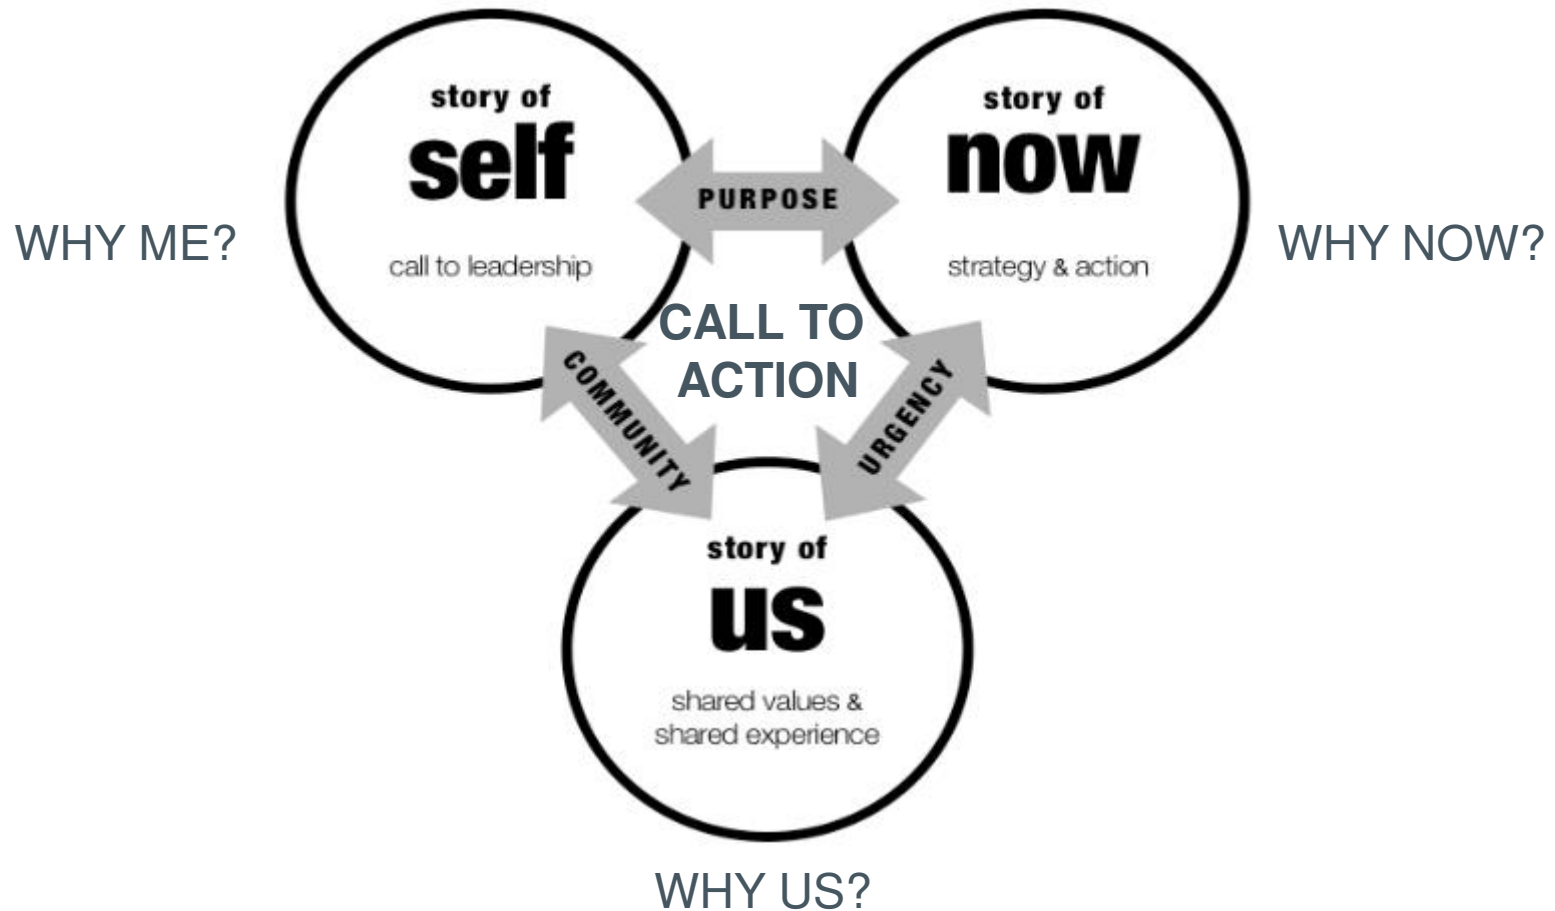 story of
self
call to leadership
WHY ME?
PURPOSE
story of
now
strategy & action
WHY NOW?
CALL TO
ACTION
COMMUNITY
URGENCY
story of
us
shared values &
shared experience
WHY US?